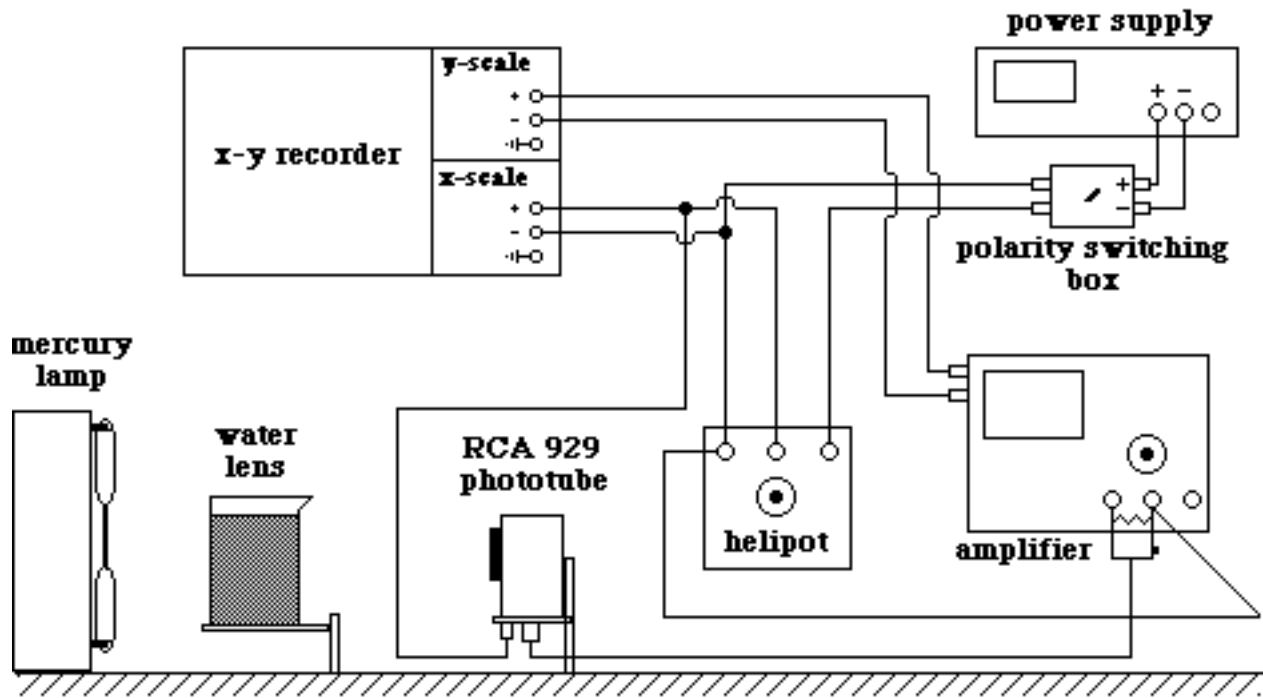 power supply
+ −
y-scale
+
-
x-y recorder
x-scale
+
-
+
−
polarity switching
box
mercury
lamp
water
lens
RCA 929
phototube
helipot
amplifier